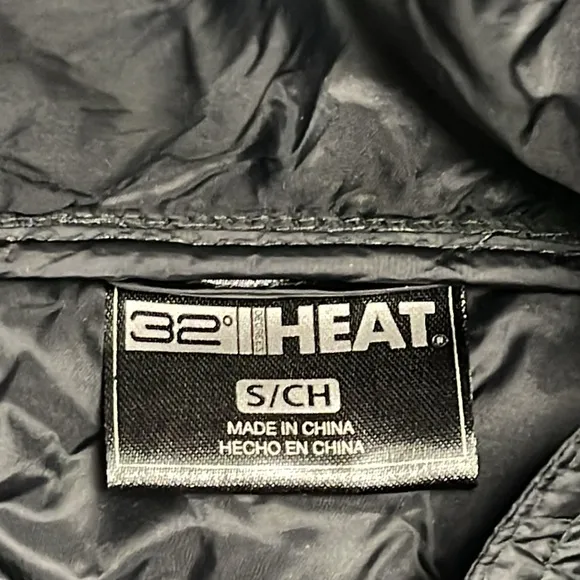 32° HEAT®
S/CH
MADE IN CHINA
HECHO EN CHINA